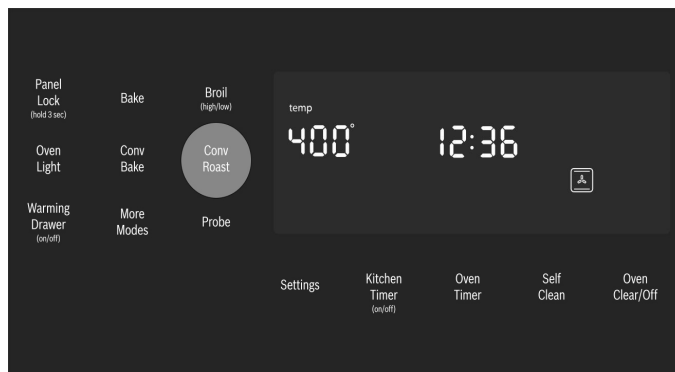 Panel
Lock
(hold 3 sec)
Bake
Broil
(high/low)
Oven
Light
Conv
Bake
Conv
Roast
Warming
Drawer
(on/off)
More
Modes
Probe
temp
400°
12:36
Settings
Kitchen
Timer
(on/off)
Oven
Timer
Self
Clean
Oven
Clear/Off